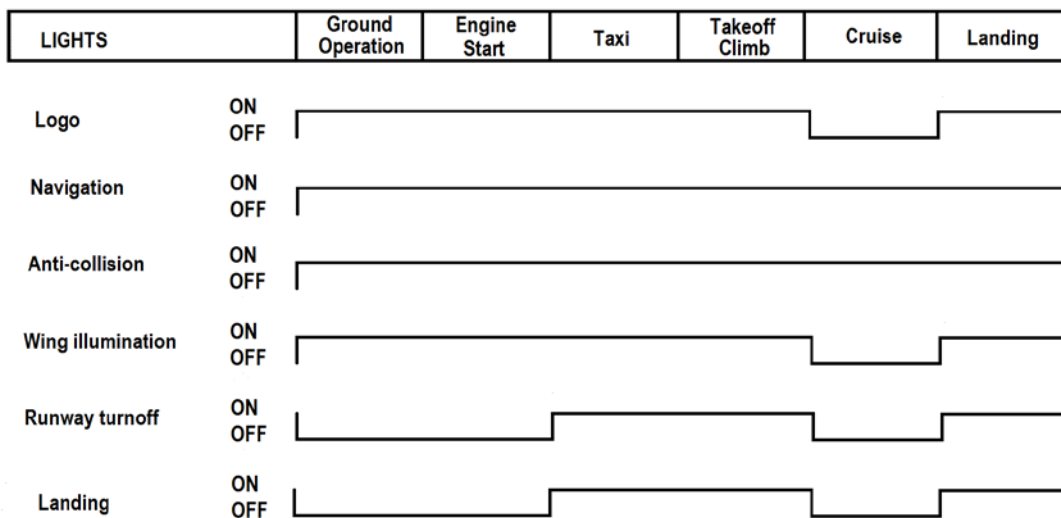 LIGHTS
Ground
Operation
Engine
Start
Taxi
Takeoff
Climb
Cruise
Landing
Logo
ON
OFF
Navigation
ON
OFF
Anti-collision
ON
OFF
Wing illumination
ON
OFF
Runway turnoff
ON
OFF
Landing
ON
OFF